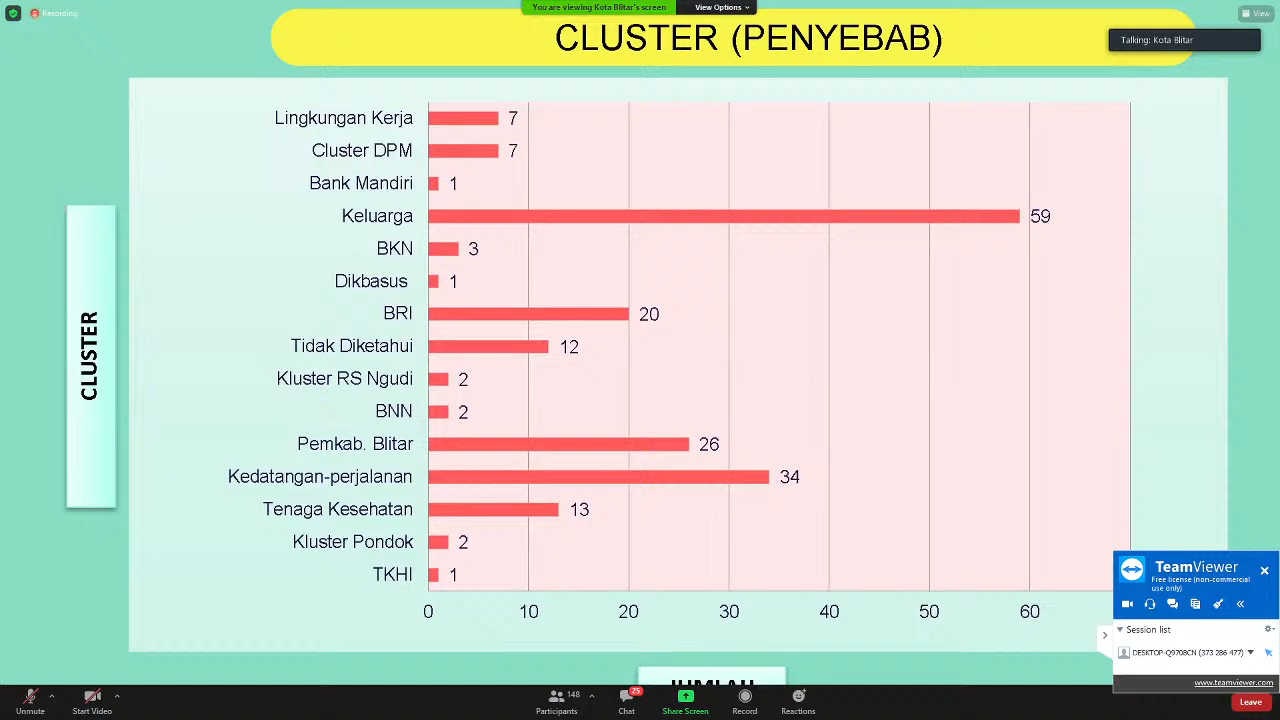 Recording
You are viewing Kota Blitar's screen
View Options
View
CLUSTER (PENYEBAB)
Talking: Kota Blitar
CLUSTER
Lingkungan Kerja 7
Cluster DPM 7
Bank Mandiri 1
Keluarga 59
BKN 3
Dikbasus 1
BRI 20
Tidak Diketahui 12
Kluster RS Ngudi 2
BNN 2
Pemkab. Blitar 26
Kedatangan-perjalanan 34
Tenaga Kesehatan 13
Kluster Pondok 2
TKHI 1
0 10 20 30 40 50 60
JUMLAH
TeamViewer
Free license (non-commercial
use only)
Session list
DESKTOP-Q9708CN (373 286 477)
www.teamviewer.com
Unmute
Start Video
148
Participants
25
Chat
Share Screen
Record
Reactions
Leave